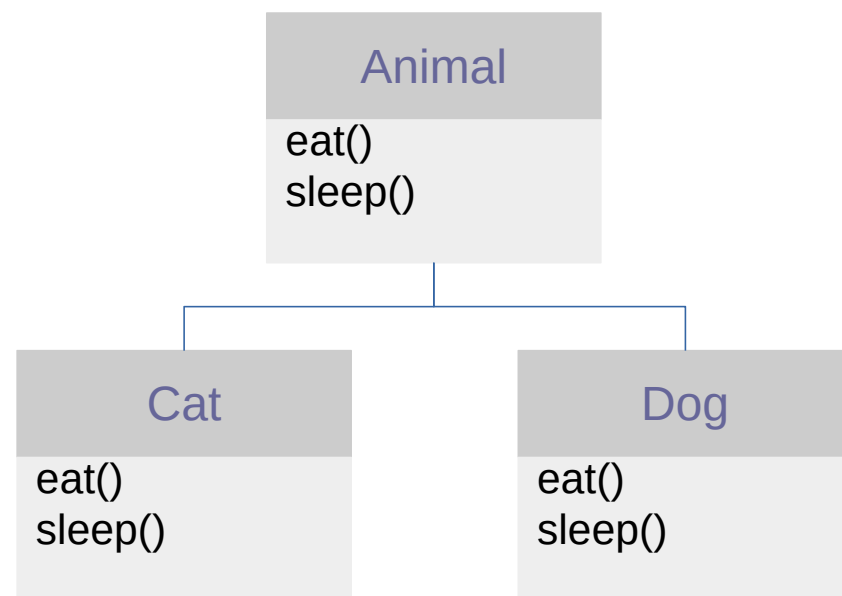 Animal
eat()
sleep()
Cat
eat()
sleep()
Dog
eat()
sleep()